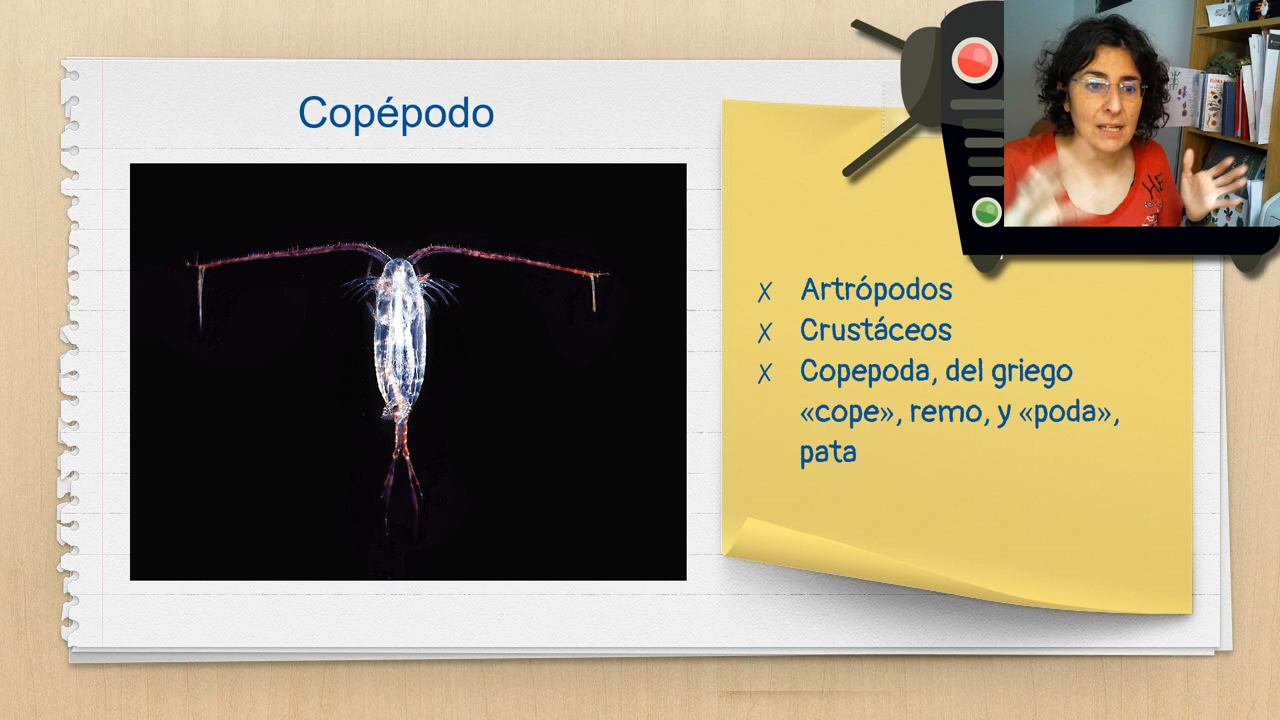 Copépodo
Artrópodos
Crustáceos
Copepoda, del griego
«cope», remo, y «poda»,
pata